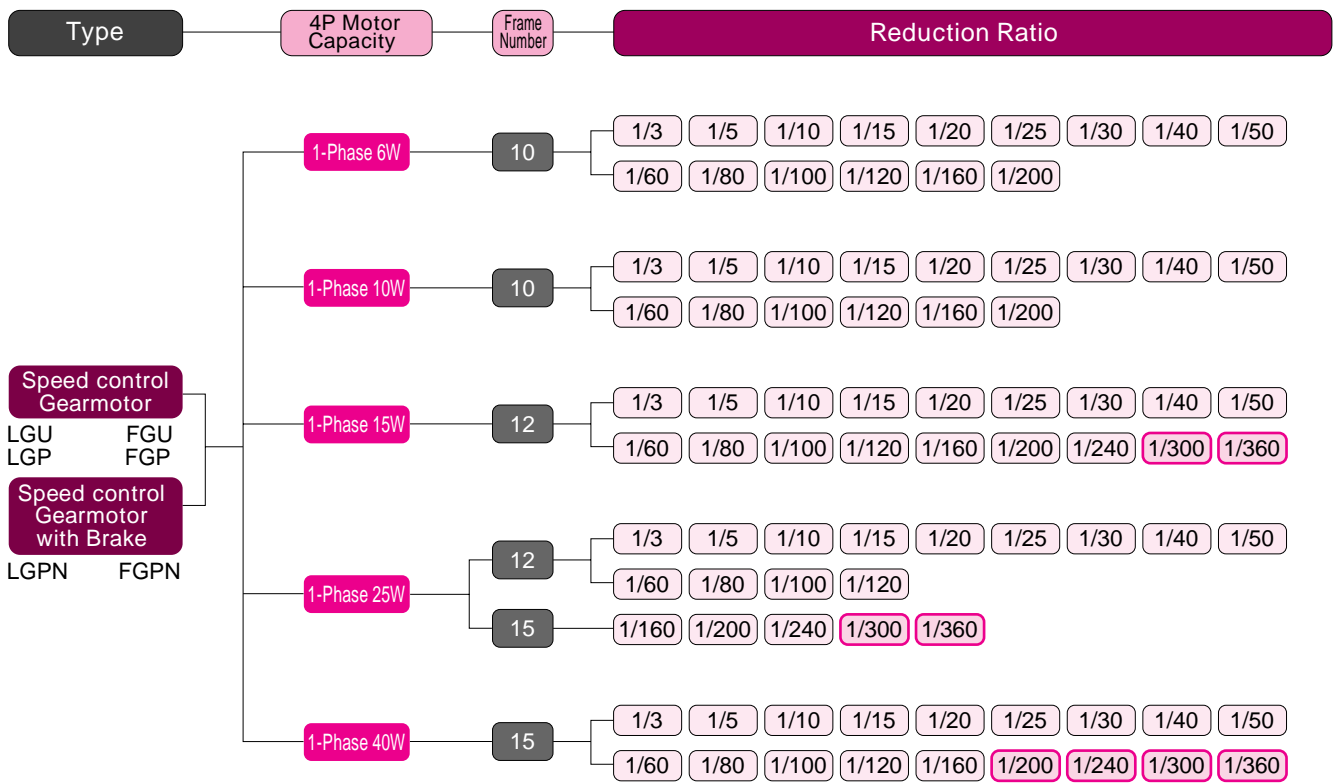 Type
4P Motor
Capacity
Frame
Number
Reduction Ratio
1-Phase 6W
10
1/3 1/5 1/10 1/15 1/20 1/25 1/30 1/40 1/50
1/60 1/80 1/100 1/120 1/160 1/200
1-Phase 10W
10
1/3 1/5 1/10 1/15 1/20 1/25 1/30 1/40 1/50
1/60 1/80 1/100 1/120 1/160 1/200
Speed control
Gearmotor
LGU FGU
LGP FGP
Speed control
Gearmotor
with Brake
LGPN FGPN
1-Phase 15W
12
1/3 1/5 1/10 1/15 1/20 1/25 1/30 1/40 1/50
1/60 1/80 1/100 1/120 1/160 1/200 1/240 1/300 1/360
1-Phase 25W
12
1/3 1/5 1/10 1/15 1/20 1/25 1/30 1/40 1/50
1/60 1/80 1/100 1/120
15
1/160 1/200 1/240 1/300 1/360
1-Phase 40W
15
1/3 1/5 1/10 1/15 1/20 1/25 1/30 1/40 1/50
1/60 1/80 1/100 1/120 1/160 1/200 1/240 1/300 1/360